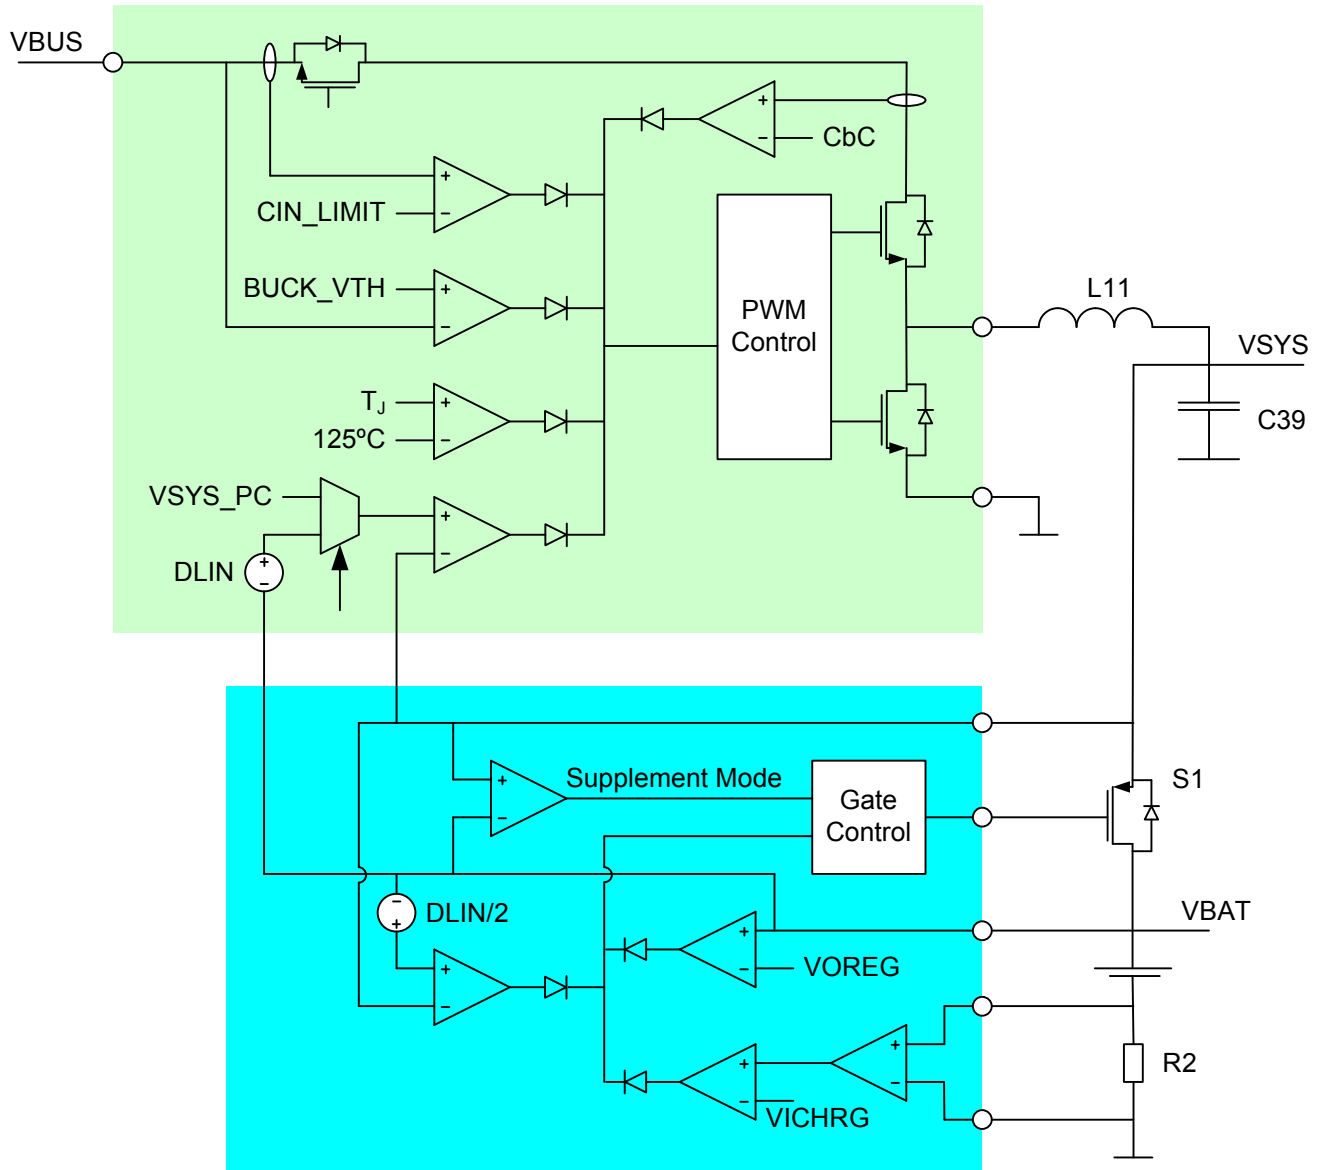 VBUS
+
−
CbC
+
−
CIN_LIMIT
+
−
BUCK_VTH
PWM
Control
L11
VSYS
C39
TJ
125ºC
+
−
VSYS_PC
+
−
DLIN
+
−
Supplement Mode
+
−
Gate
Control
S1
−
+
DLIN/2
VBAT
+
−
VOREG
+
−
+
−
VICHRG
+
−
R2